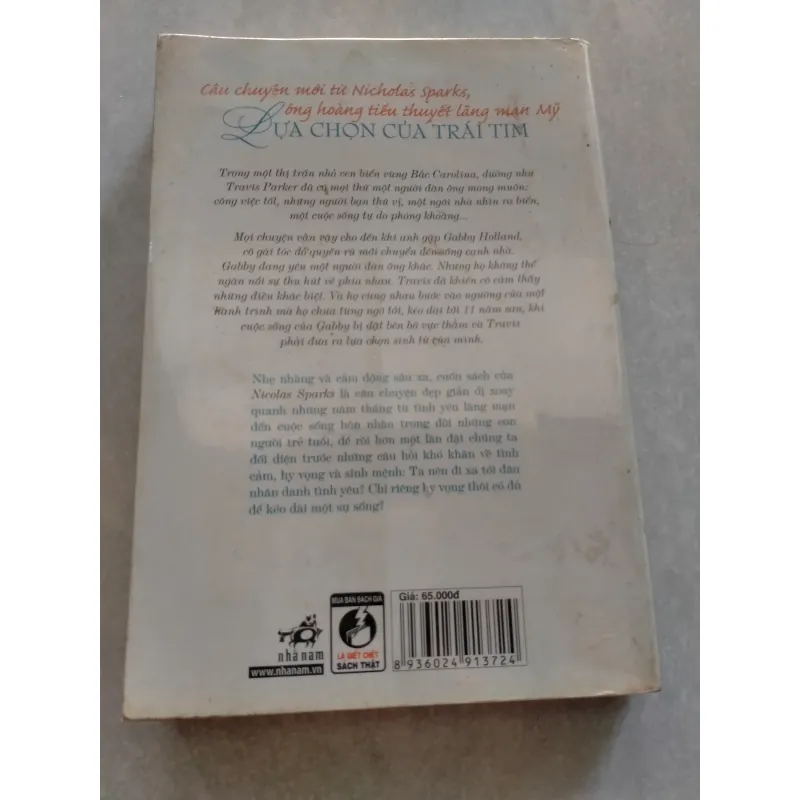 Câu chuyện mới từ Nicholas Sparks,
ông hoàng tiểu thuyết lãng mạn Mỹ
LỰA CHỌN CỦA TRÁI TIM
Trong một thị trấn nhỏ ven biển vùng Bắc Carolina, dường như
Travis Parker đã có mọi thứ một người đàn ông mong muốn:
công việc tốt, những người bạn thú vị, một ngôi nhà nhìn ra biển,
một cuộc sống tự do phóng khoáng...
Mọi chuyện vẫn vậy cho đến khi anh gặp Gabby Holland,
cô gái tóc đỏ quyến rũ mới chuyển đến sống cạnh nhà.
Gabby đang yêu một người đàn ông khác. Nhưng họ không thể
ngăn nổi sự thu hút về phía nhau. Travis đã khiến cô cảm thấy
những điều khác biệt. Và họ cùng nhau bước vào ngưỡng của một
hành trình mà họ chưa từng ngờ tới, kéo dài tới 11 năm sau, khi
cuộc sống của Gabby bị đặt bên bờ vực thẳm và Travis
phải đưa ra lựa chọn sinh tử của mình.
Nhẹ nhàng và cảm động sâu xa, cuốn sách của
Nicolas Sparks là câu chuyện đẹp giản dị xoay
quanh những năm tháng từ tình yêu lãng mạn
đến cuộc sống hôn nhân trong đời những con
người trẻ tuổi, để rồi hơn một lần đặt chúng ta
đối diện trước những câu hỏi khó khăn về tình
cảm, hy vọng và sinh mệnh: Ta nên đi xa tới đâu
nhân danh tình yêu? Chỉ riêng hy vọng thôi có đủ
để kéo dài một sự sống?
nhã nam
www.nhanam.vn
MUA BÁN SÁCH GIẢ
LÀ GIẾT CHẾT
SÁCH THẬT
Giá: 65.000đ
8 936024 913724